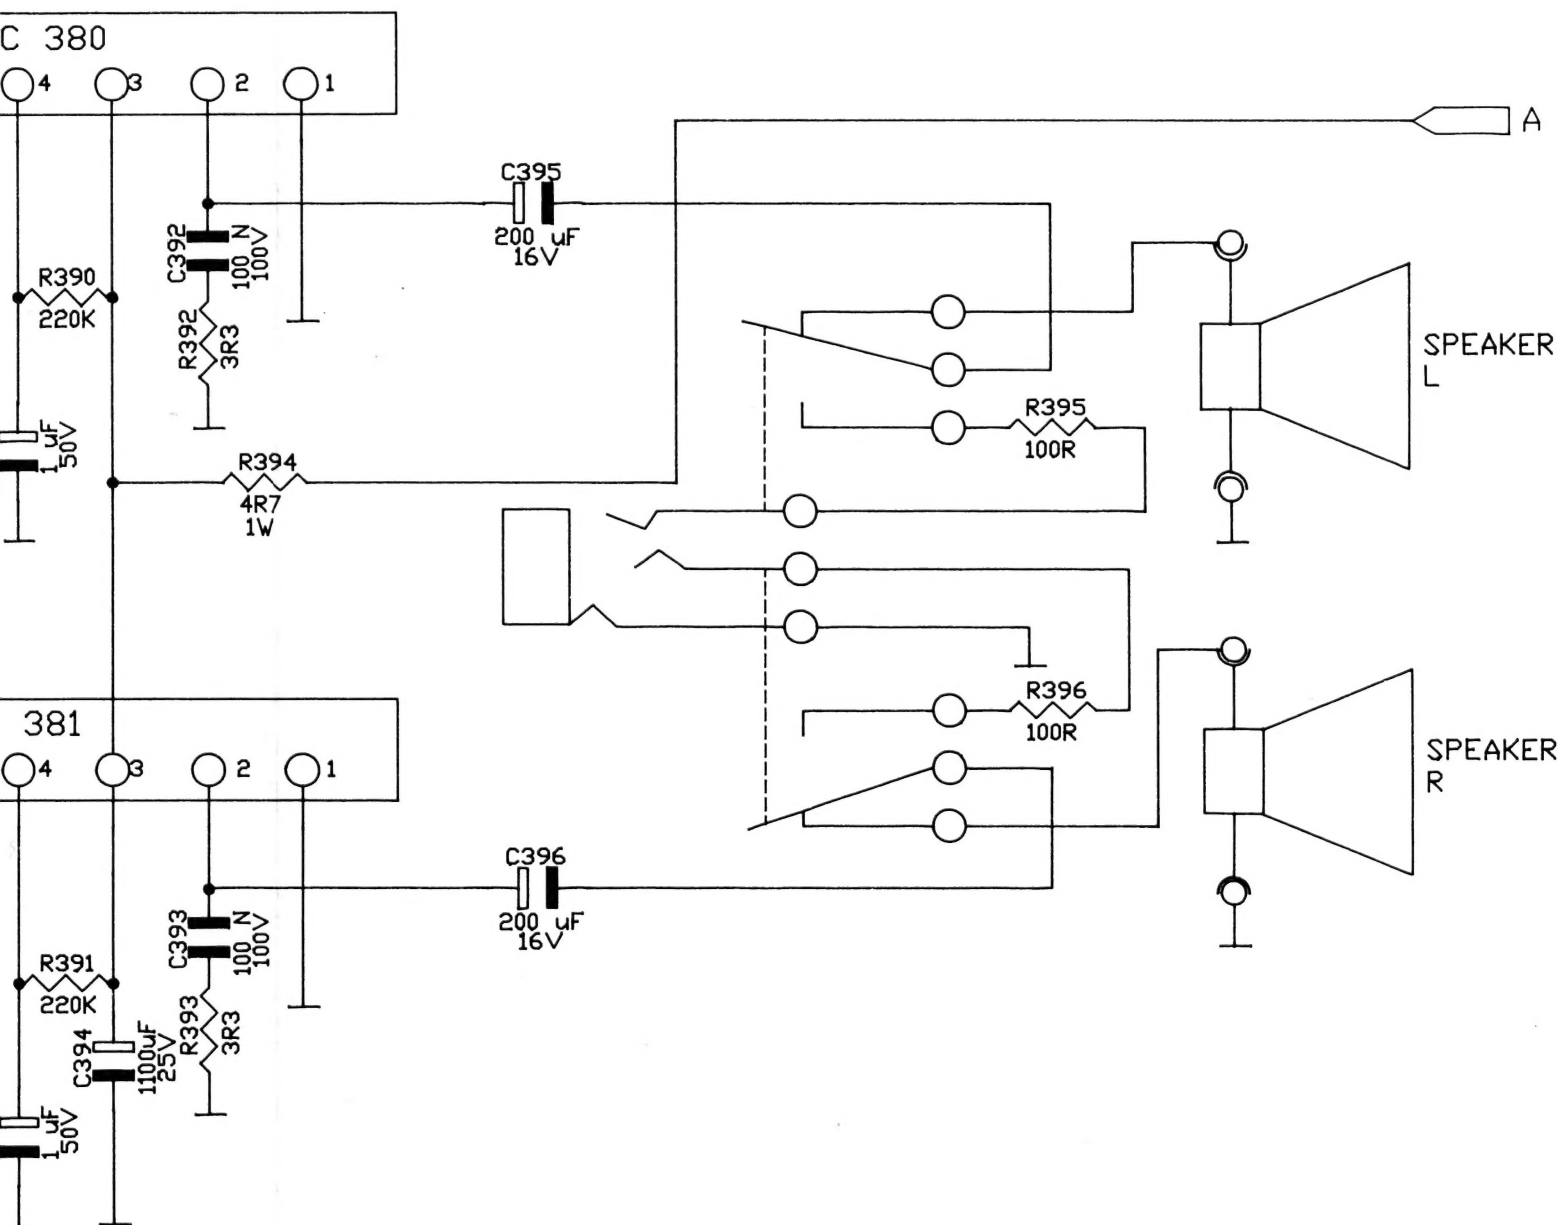 C 380
4
3
2
1
A
C395
200 uF
16V
C392
100 N
100V
R390
220K
R392
3R3
SPEAKER
L
R395
100R
1 uF
50V
R394
4R7
1W
R396
100R
381
4
3
2
1
SPEAKER
R
C396
200 uF
16V
C393
100 N
100V
R391
220K
R393
3R3
C394
1100uF
25V
1 uF
50V